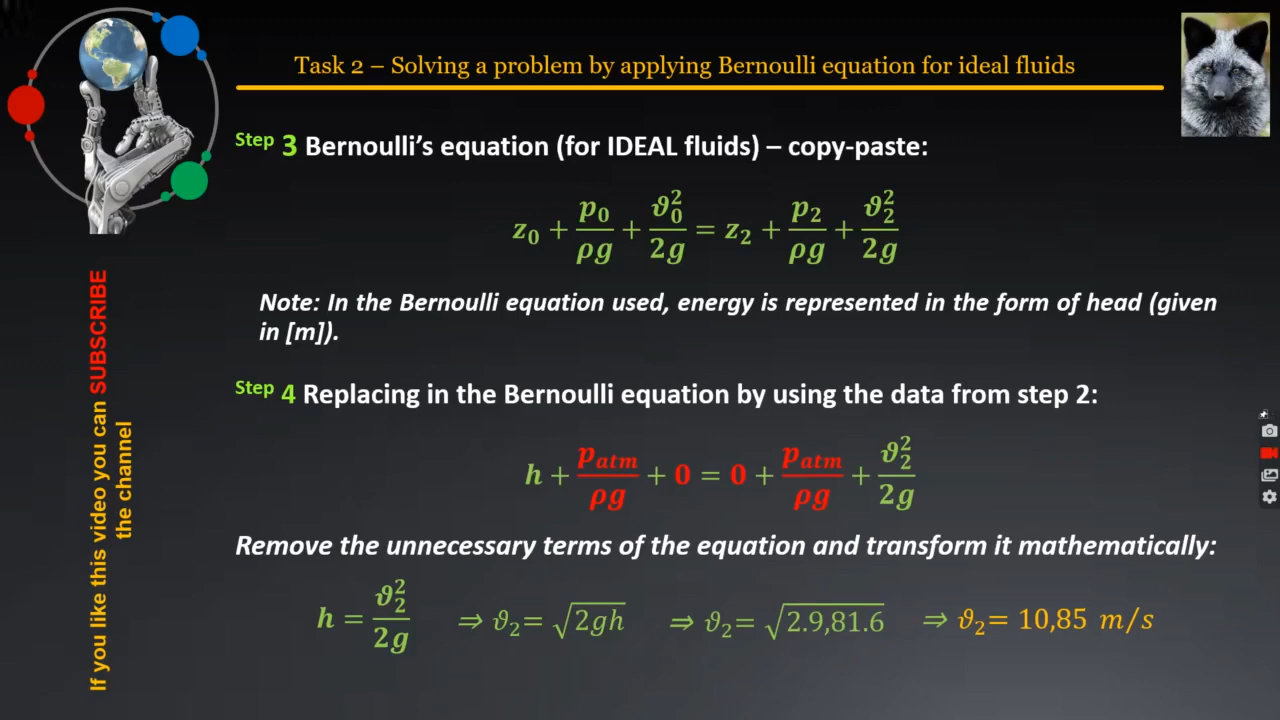 Task 2 – Solving a problem by applying Bernoulli equation for ideal fluids
Step 3 Bernoulli's equation (for IDEAL fluids) – copy-paste:
z₀ + p₀/ρg + ϑ₀²/2g = z₂ + p₂/ρg + ϑ₂²/2g
Note: In the Bernoulli equation used, energy is represented in the form of head (given
in [m]).
Step 4 Replacing in the Bernoulli equation by using the data from step 2:
h + pₐₜₘ/ρg + 0 = 0 + pₐₜₘ/ρg + ϑ₂²/2g
Remove the unnecessary terms of the equation and transform it mathematically:
h = ϑ₂²/2g ⇒ ϑ₂= √2gh ⇒ ϑ₂= √2.9,81.6 ⇒ ϑ₂= 10,85 m/s
If you like this video you can SUBSCRIBE
the channel